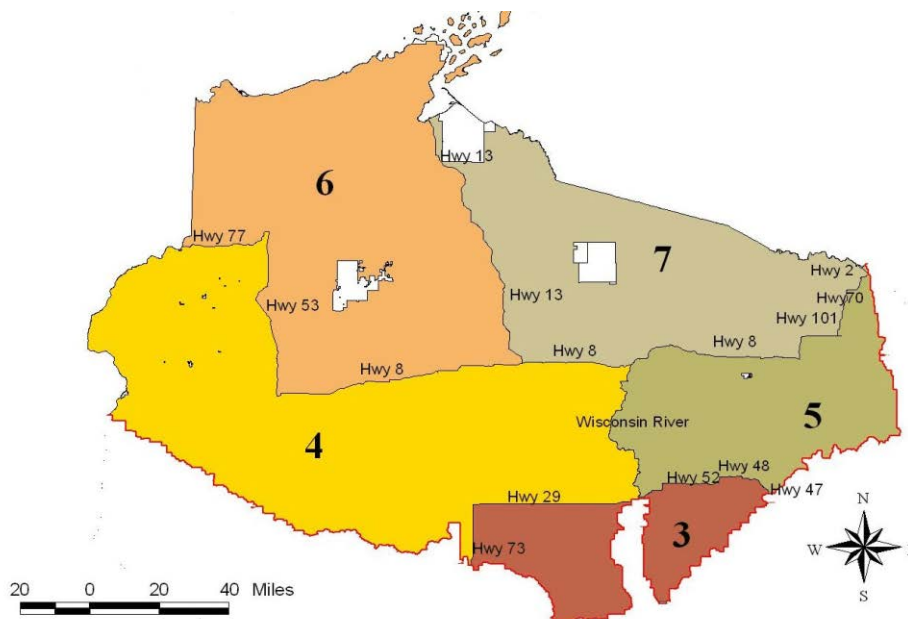 Hwy 13
6
Hwy 77
7
Hwy 2
Hwy 53
Hwy 13
Hwy70
Hwy 101
Hwy 8
Hwy 8
Hwy 8
4
Wisconsin River
5
Hwy 52
Hwy 48
Hwy 47
Hwy 29
3
Hwy 73
N
W
E
S
20 0 20 40 Miles